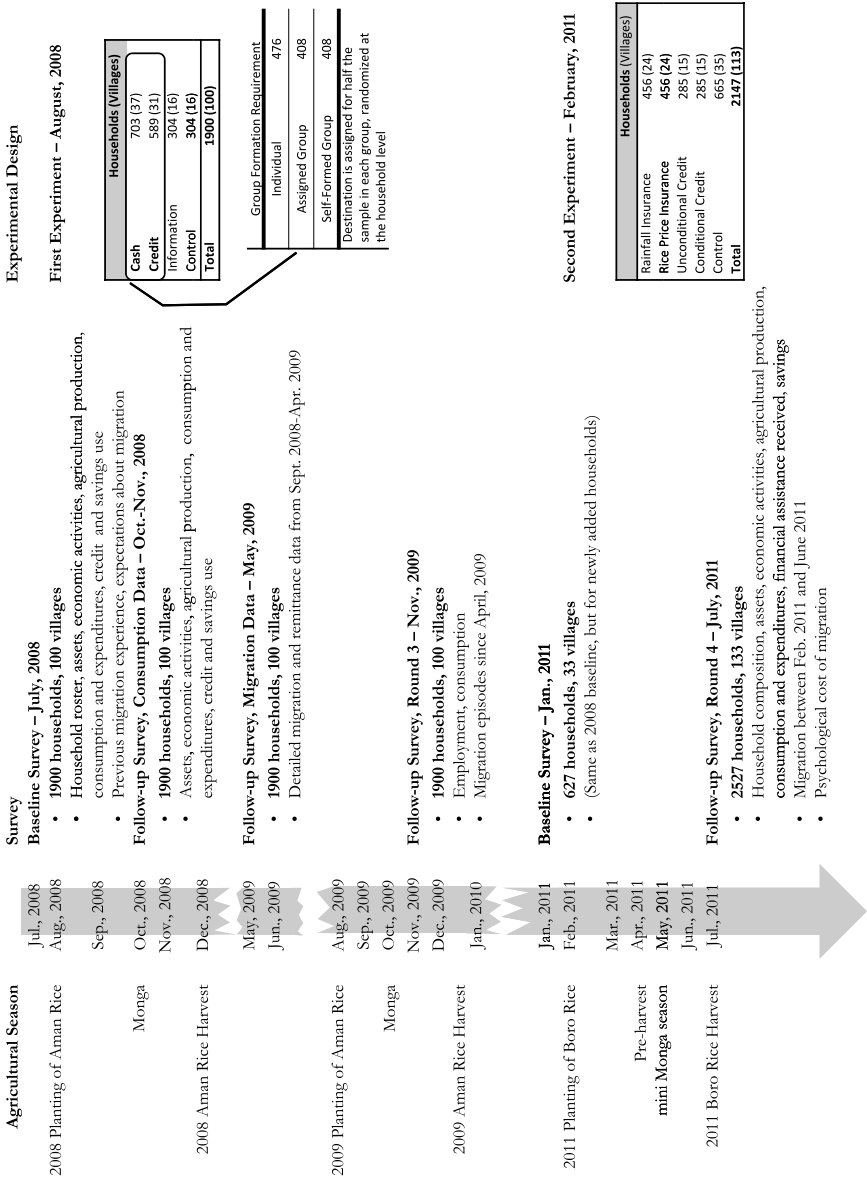 Agricultural Season
Survey
Experimental Design
Jul., 2008
Baseline Survey – July, 2008
2008 Planting of Aman Rice
Aug., 2008
• 1900 households, 100 villages
First Experiment – August, 2008
• Household roster, assets, economic activities, agricultural production,
Sep., 2008
consumption and expenditures, credit and savings use
• Previous migration experience, expectations about migration
Monga
Oct., 2008
Follow-up Survey, Consumption Data – Oct.-Nov., 2008
Nov., 2008
• 1900 households, 100 villages
• Assets, economic activities, agricultural production, consumption and
2008 Aman Rice Harvest
Dec., 2008
expenditures, credit and savings use
Households (Villages)
Cash 703 (37)
Credit 589 (31)
Information 304 (16)
Control 304 (16)
Total 1900 (100)
May, 2009
Follow-up Survey, Migration Data – May, 2009
Jun., 2009
• 1900 households, 100 villages
• Detailed migration and remittance data from Sept. 2008-Apr. 2009
Group Formation Requirement
Individual 476
Assigned Group 408
Self-Formed Group 408
Destination is assigned for half the
sample in each group, randomized at
the household level
2009 Planting of Aman Rice
Aug., 2009
Sep., 2009
Monga
Oct., 2009
Nov., 2009
Follow-up Survey, Round 3 – Nov., 2009
Dec., 2009
• 1900 households, 100 villages
2009 Aman Rice Harvest
• Employment, consumption
Jan., 2010
• Migration episodes since April, 2009
Jan., 2011
Baseline Survey – Jan., 2011
2011 Planting of Boro Rice
Feb., 2011
• 627 households, 33 villages
Second Experiment – February, 2011
• (Same as 2008 baseline, but for newly added households)
Mar., 2011
Pre-harvest
Apr., 2011
mini Monga season
May, 2011
Jun., 2011
Households (Villages)
Rainfall Insurance 456 (24)
Rice Price Insurance 456 (24)
Unconditional Credit 285 (15)
Conditional Credit 285 (15)
Control 665 (35)
Total 2147 (113)
2011 Boro Rice Harvest
Jul., 2011
Follow-up Survey, Round 4 – July, 2011
• 2527 households, 133 villages
• Household composition, assets, economic activities, agricultural production,
consumption and expenditures, financial assistance received, savings
• Migration between Feb. 2011 and June 2011
• Psychological cost of migration